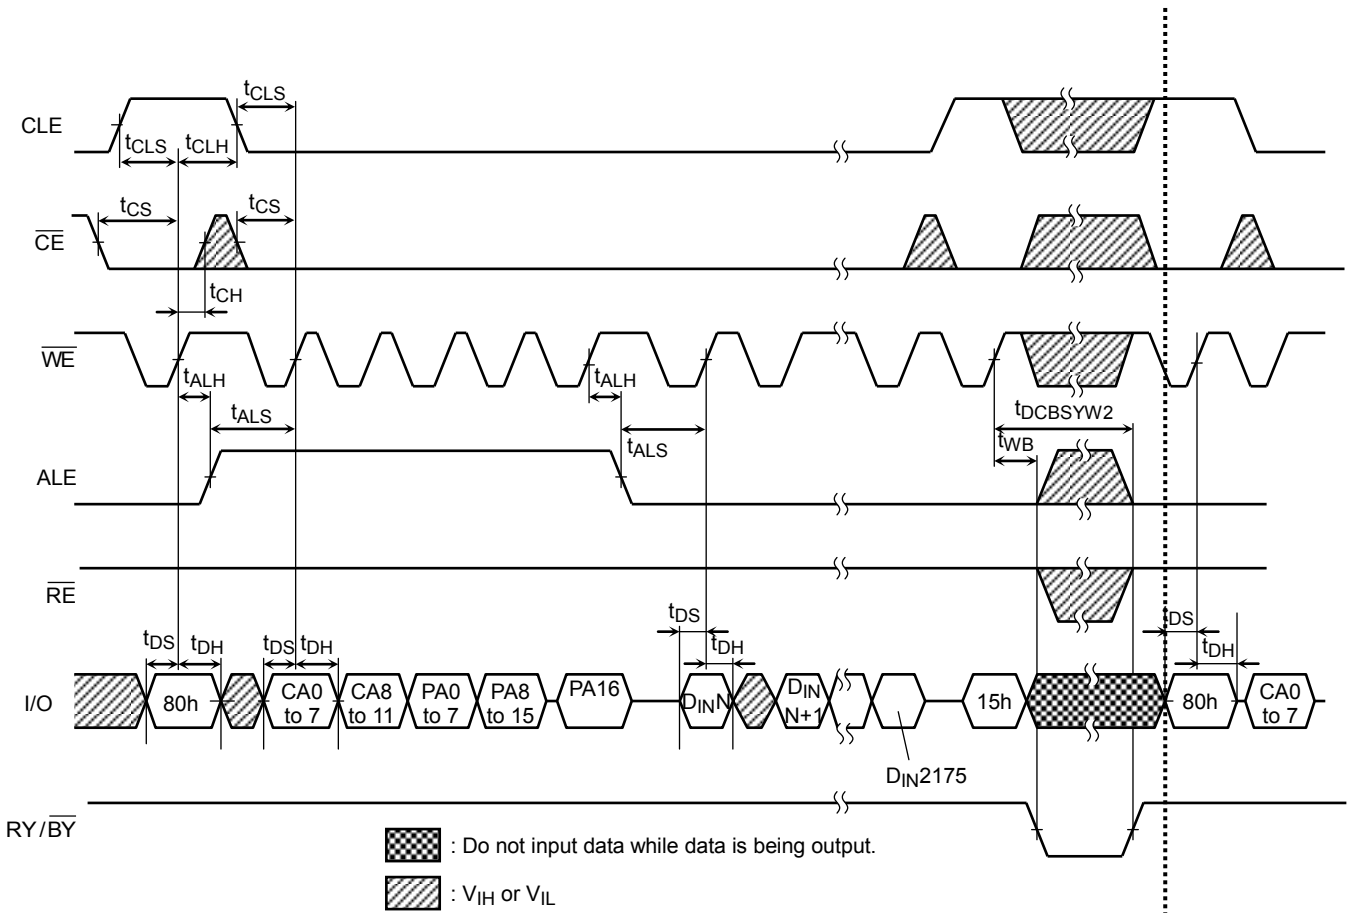 tCLS
CLE
tCLS tCLH
tCS tCS
CE
tCH
WE
tALH tALH
tDCBSYW2
tALS tALS
tWB
ALE
RE
tDS tDH tDS tDH tDS tDH tDS tDH
I/O 80h CA0 to 7 CA8 to 11 PA0 to 7 PA8 to 15 PA16 DINN DIN N+1 15h 80h CA0 to 7
DIN2175
RY/BY
: Do not input data while data is being output.
: VIH or VIL